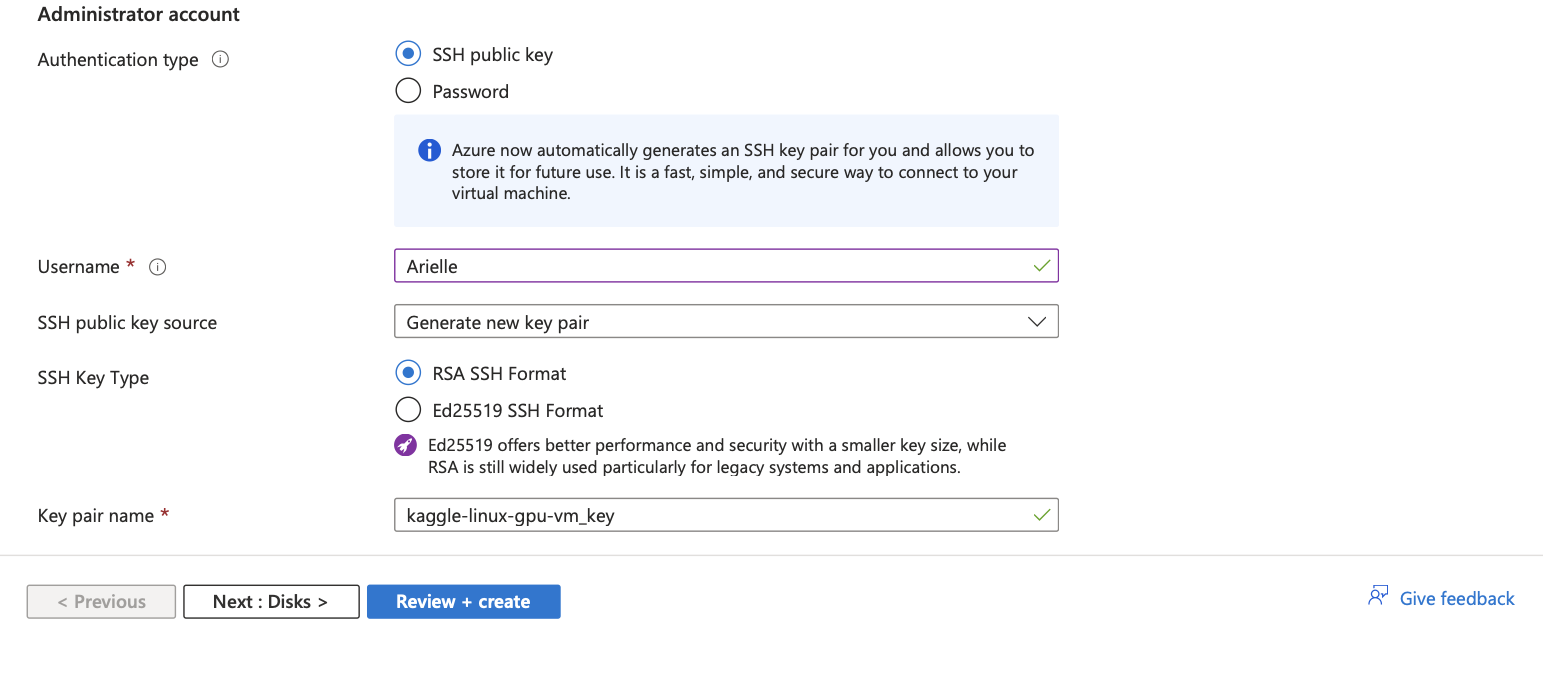 Administrator account
Authentication type
SSH public key
Password
Azure now automatically generates an SSH key pair for you and allows you to
store it for future use. It is a fast, simple, and secure way to connect to your
virtual machine.
Username *
Arielle
SSH public key source
Generate new key pair
SSH Key Type
RSA SSH Format
Ed25519 SSH Format
Ed25519 offers better performance and security with a smaller key size, while
RSA is still widely used particularly for legacy systems and applications.
Key pair name *
kaggle-linux-gpu-vm_key
< Previous
Next : Disks >
Review + create
Give feedback